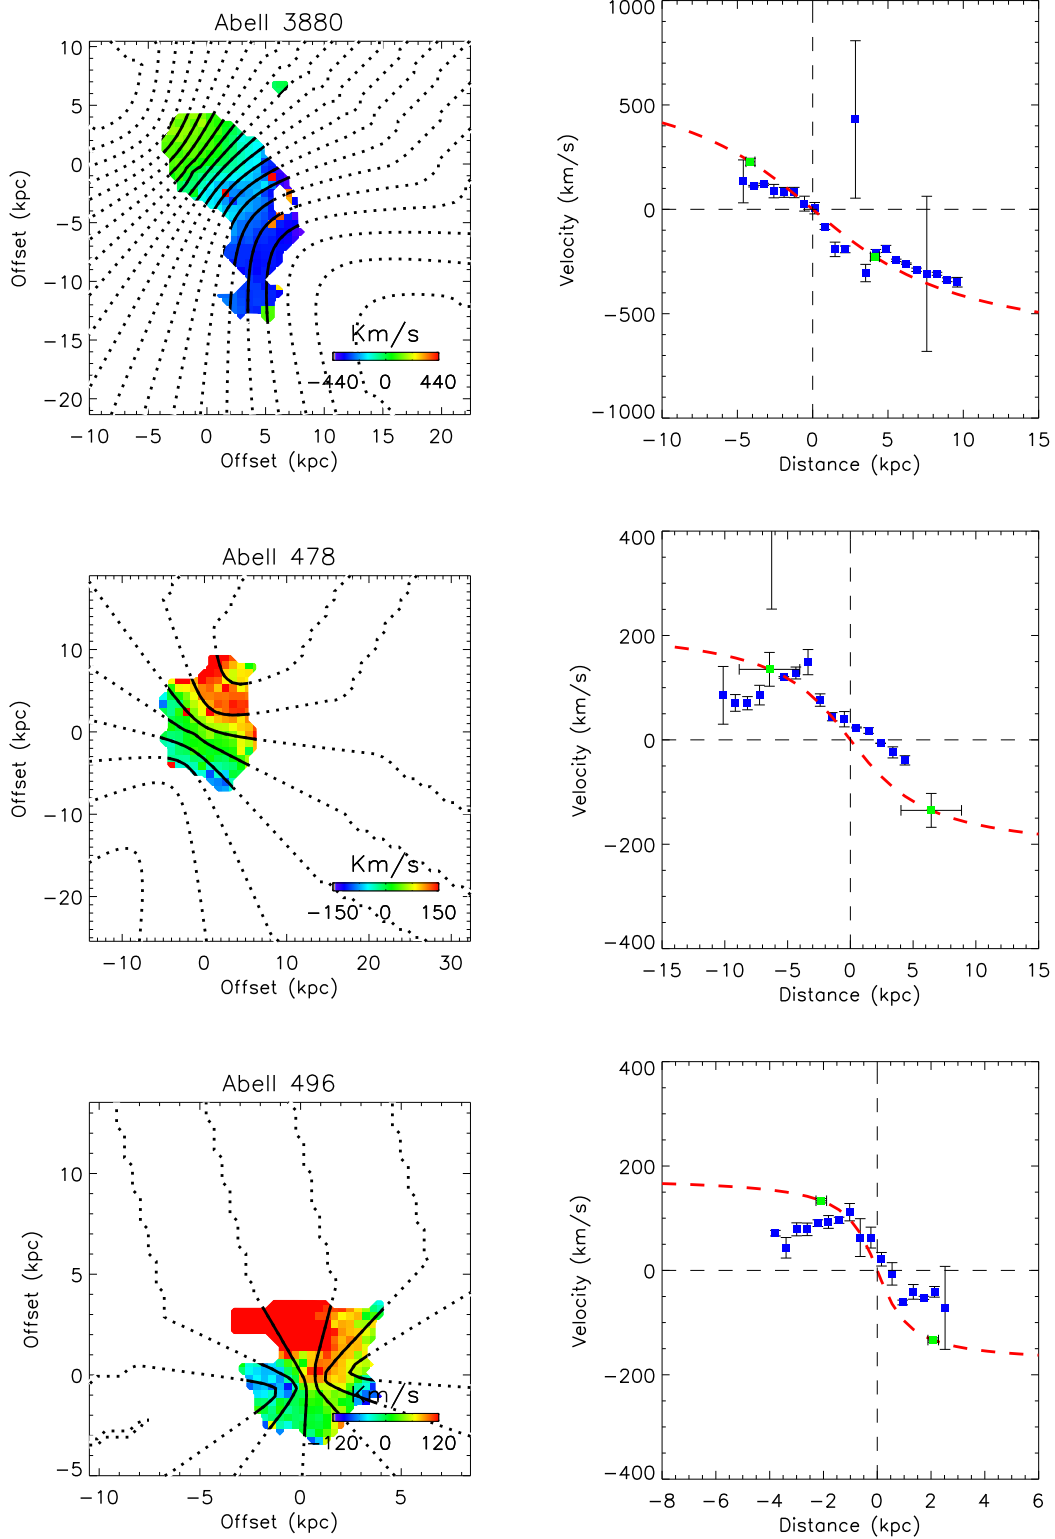 Abell 3880
10
5
0
−5
−10
−15
−20
Offset (kpc)
Km/s
−440 0 440
−10 −5 0 5 10 15 20
Offset (kpc)
1000
500
0
−500
−1000
Velocity (km/s)
−10 −5 0 5 10 15
Distance (kpc)
Abell 478
10
0
−10
−20
Offset (kpc)
Km/s
−150 0 150
−10 0 10 20 30
Offset (kpc)
400
200
0
−200
−400
Velocity (km/s)
−15 −10 −5 0 5 10 15
Distance (kpc)
Abell 496
10
5
0
−5
Offset (kpc)
Km/s
−120 0 120
−10 −5 0 5
Offset (kpc)
400
200
0
−200
−400
Velocity (km/s)
−8 −6 −4 −2 0 2 4 6
Distance (kpc)